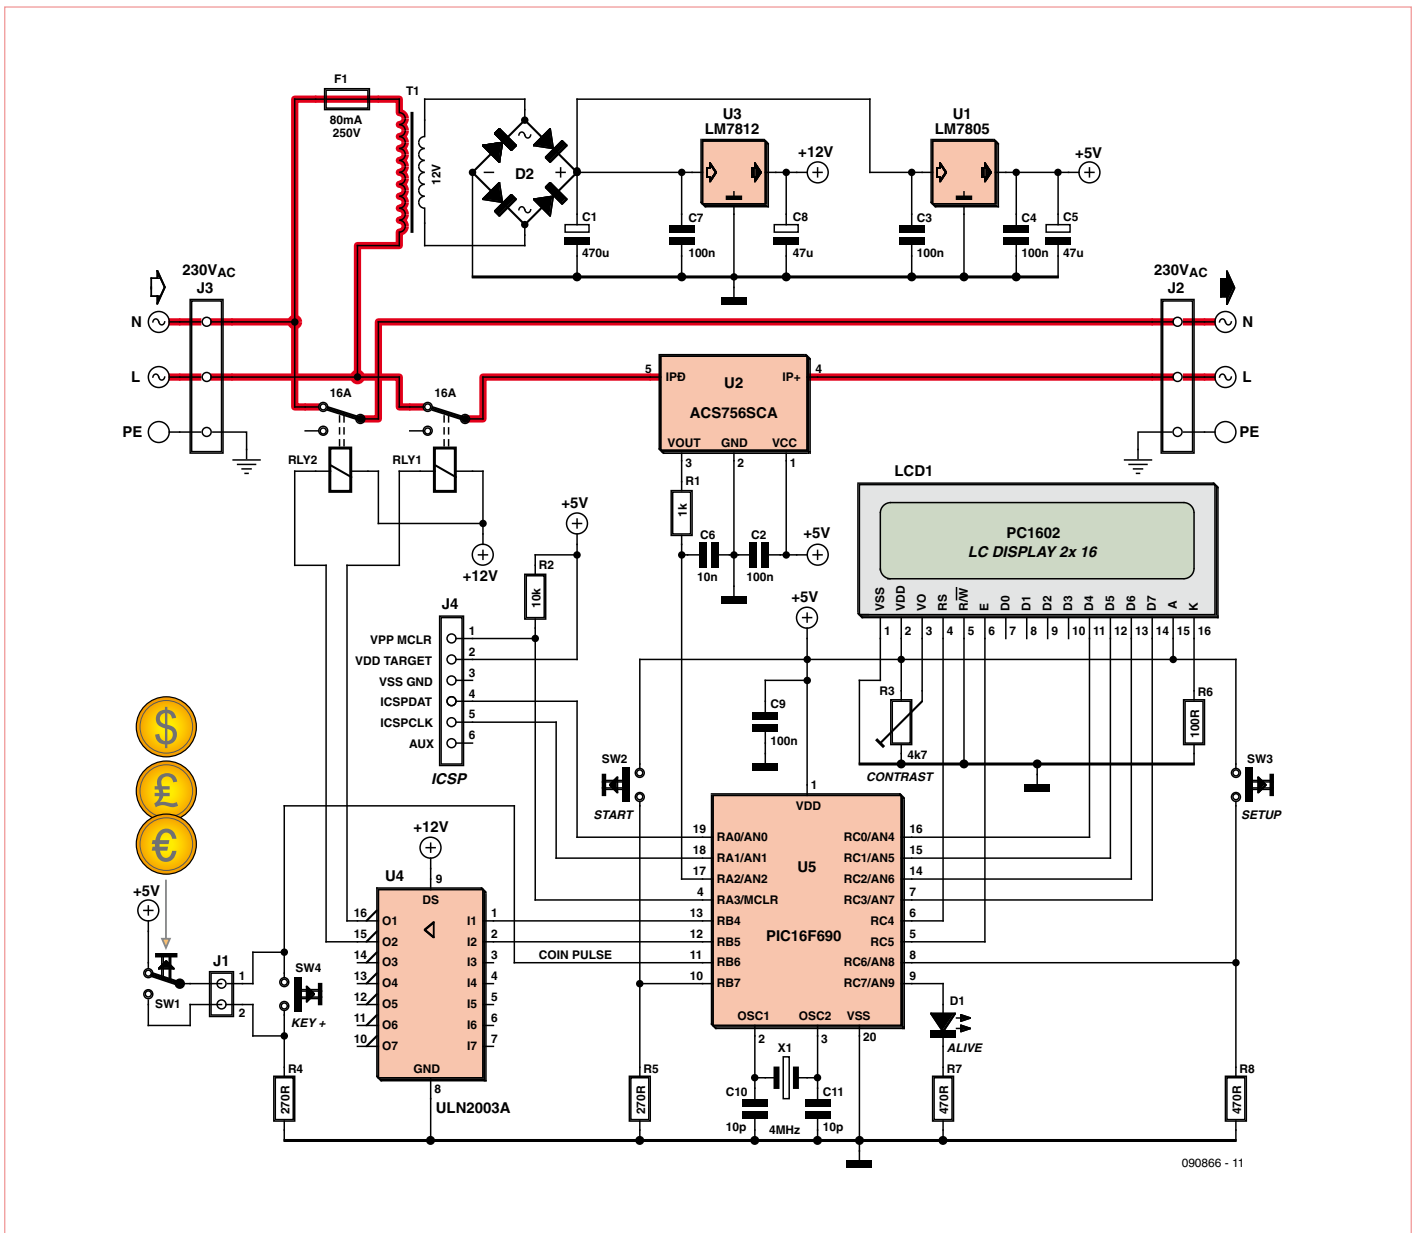 F1
80mA
250V
T1
12V
D2
C1
470u
C7
100n
U3
LM7812
+12V
C8
47u
U1
LM7805
+5V
C3
100n
C4
100n
C5
47u
230VAC
J3
N
L
PE
230VAC
J2
N
L
PE
16A
16A
RLY2
RLY1
+12V
5
IPÐ
U2
IP+
4
ACS756SCA
VOUT
GND
VCC
3
2
1
R1
1k
C6
10n
C2
100n
+5V
LCD1
PC1602
LC DISPLAY 2x 16
VSS
VDD
VO
RS
R/W
E
D0
D1
D2
D3
D4
D5
D6
D7
A
K
1
2
3
4
5
6
7
8
9
10
11
12
13
14
15
16
+5V
R2
10k
J4
VPP MCLR
1
VDD TARGET
2
VSS GND
3
ICSPDAT
4
ICSPCLK
5
AUX
6
ICSP
+5V
C9
100n
R3
4k7
CONTRAST
R6
100R
SW2
START
SW3
SETUP
$
£
€
+5V
SW1
J1
1
2
SW4
KEY +
R4
270R
+12V
U4
9
DS
16
O1
I1
1
15
O2
I2
2
14
O3
I3
3
13
O4
I4
4
12
O5
I5
5
11
O6
I6
6
10
O7
I7
7
GND
8
ULN2003A
COIN PULSE
1
VDD
U5
PIC16F690
19
RA0/AN0
RC0/AN4
16
18
RA1/AN1
RC1/AN5
15
17
RA2/AN2
RC2/AN6
14
4
RA3/MCLR
RC3/AN7
7
13
RB4
RC4
6
12
RB5
RC5
5
11
RB6
RC6/AN8
8
10
RB7
RC7/AN9
9
OSC1
OSC2
VSS
2
3
20
X1
4MHz
C10
10p
C11
10p
R5
270R
D1
ALIVE
R7
470R
R8
470R
090866 - 11